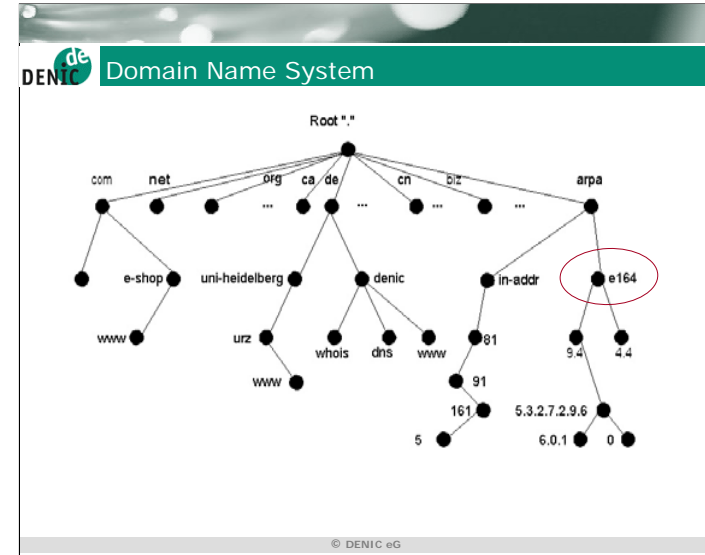 de
DENIC
Domain Name System
Root "."
com net org ca de cn biz arpa
... ... ... ...
e-shop uni-heidelberg denic in-addr e164
www urz whois dns www 81 9.4 4.4
www 91
161 5.3.2.7.2.9.6
5 6.0.1 0
© DENIC eG